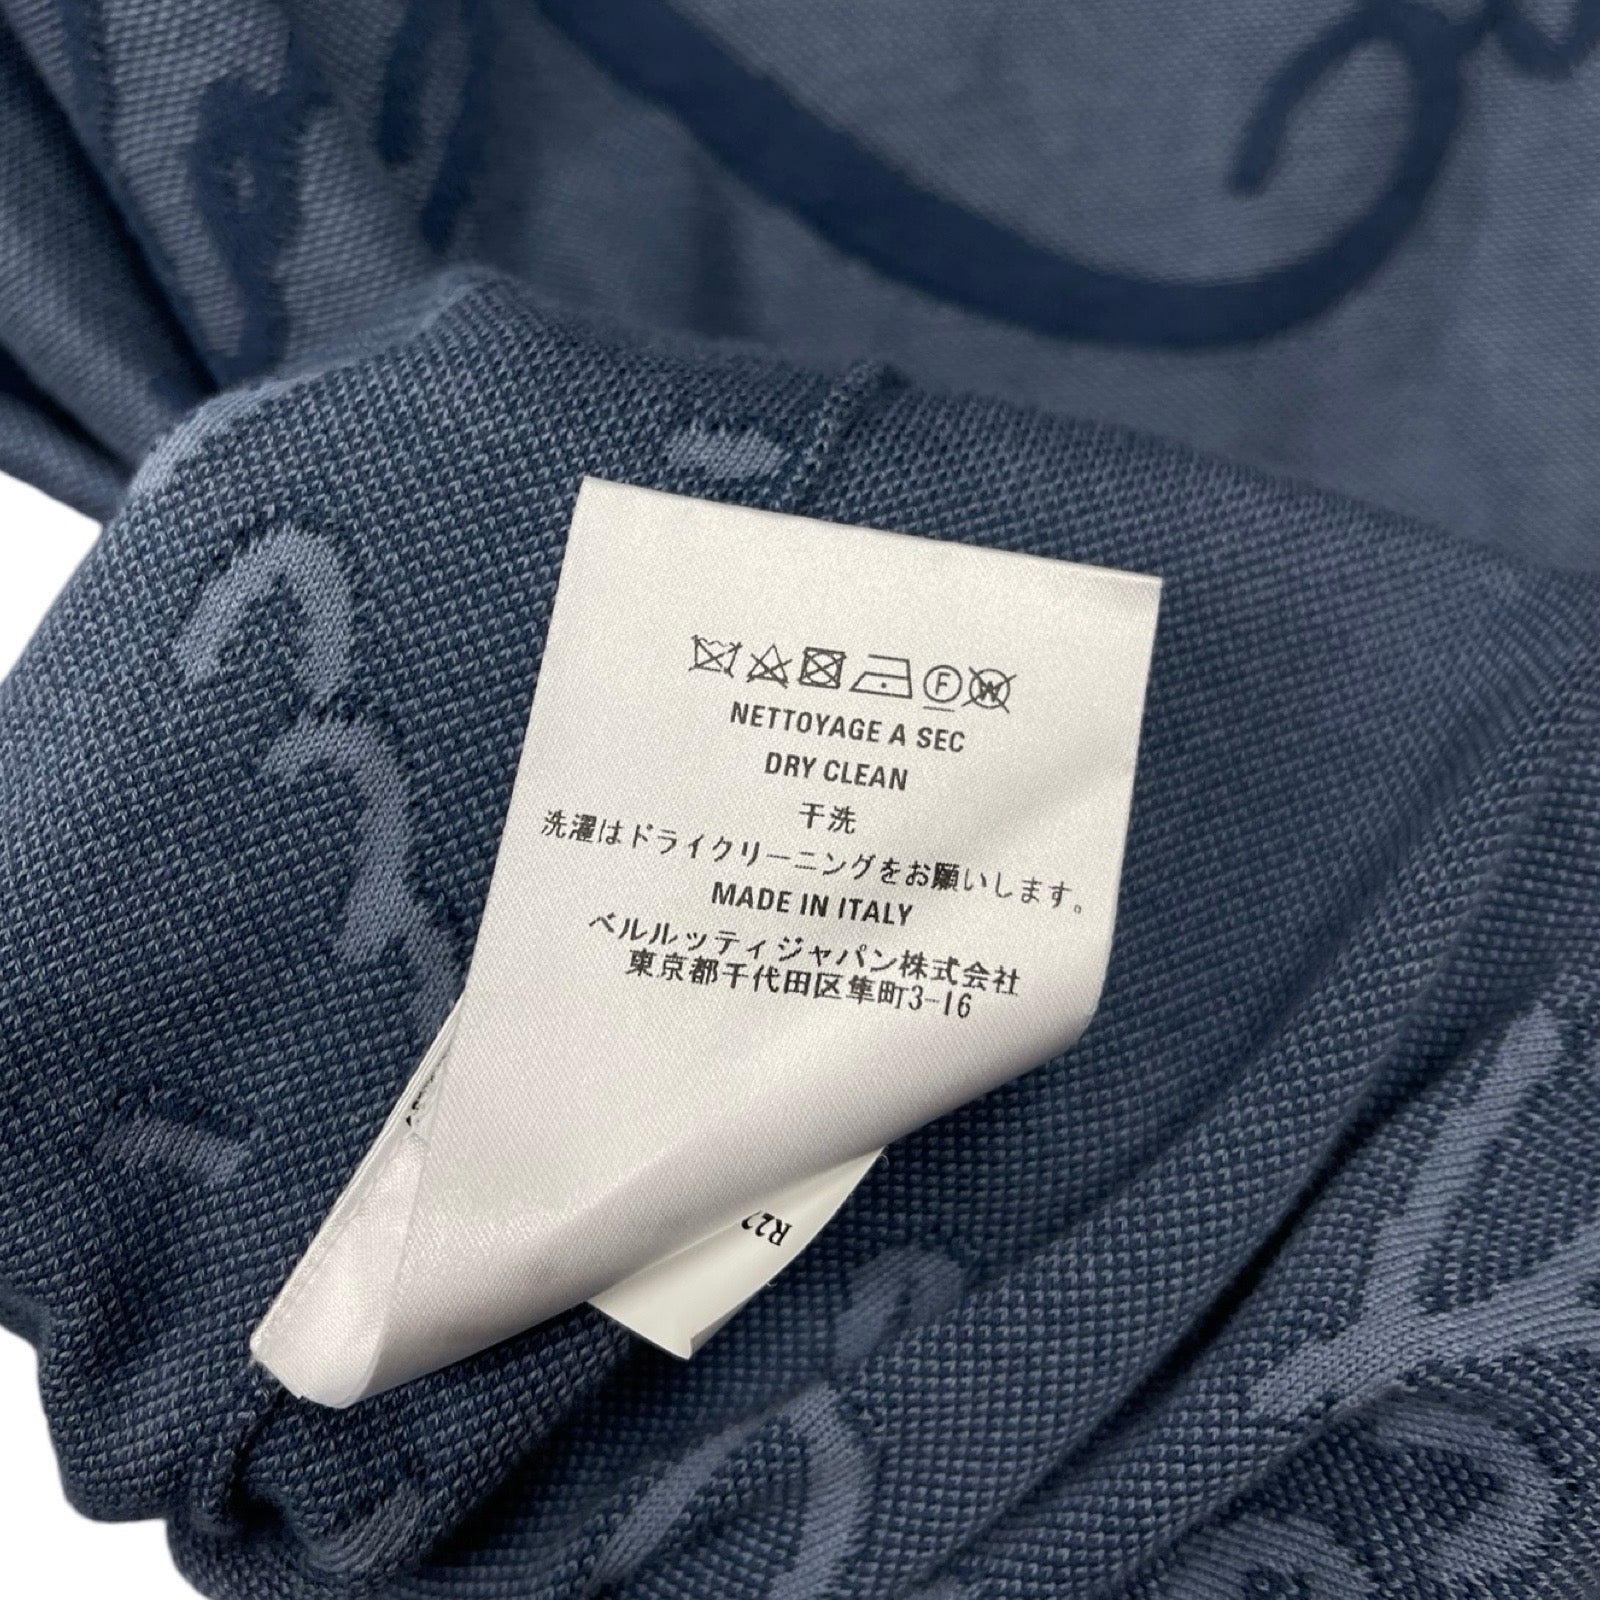 NETTOYAGE A SEC
DRY CLEAN
干洗
洗濯はドライクリーニングをお願いします。
MADE IN ITALY
ベルルッティジャパン株式会社
東京都千代田区隼町3-16
F
W